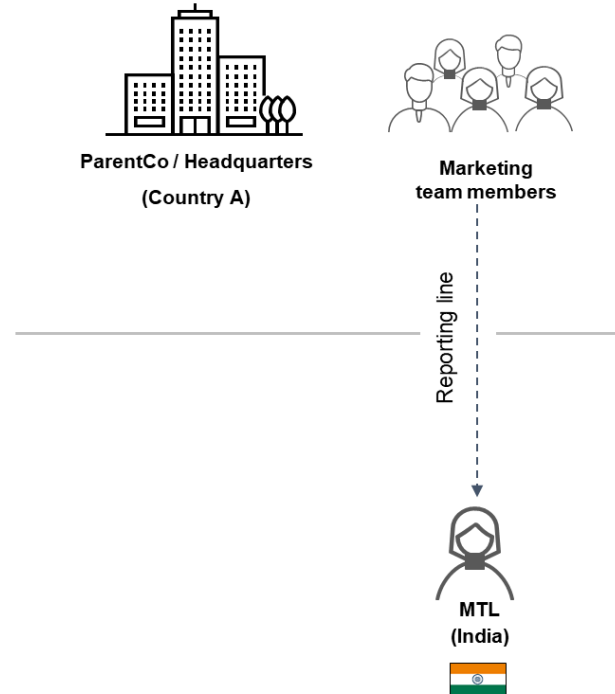 ParentCo / Headquarters
(Country A)
Marketing
team members
Reporting line
MTL
(India)